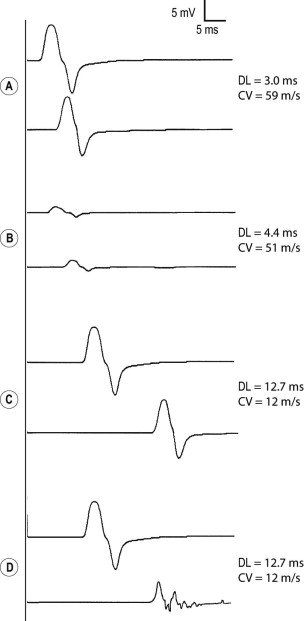 5 mV
5 ms
A
DL = 3.0 ms
CV = 59 m/s
B
DL = 4.4 ms
CV = 51 m/s
C
DL = 12.7 ms
CV = 12 m/s
D
DL = 12.7 ms
CV = 12 m/s